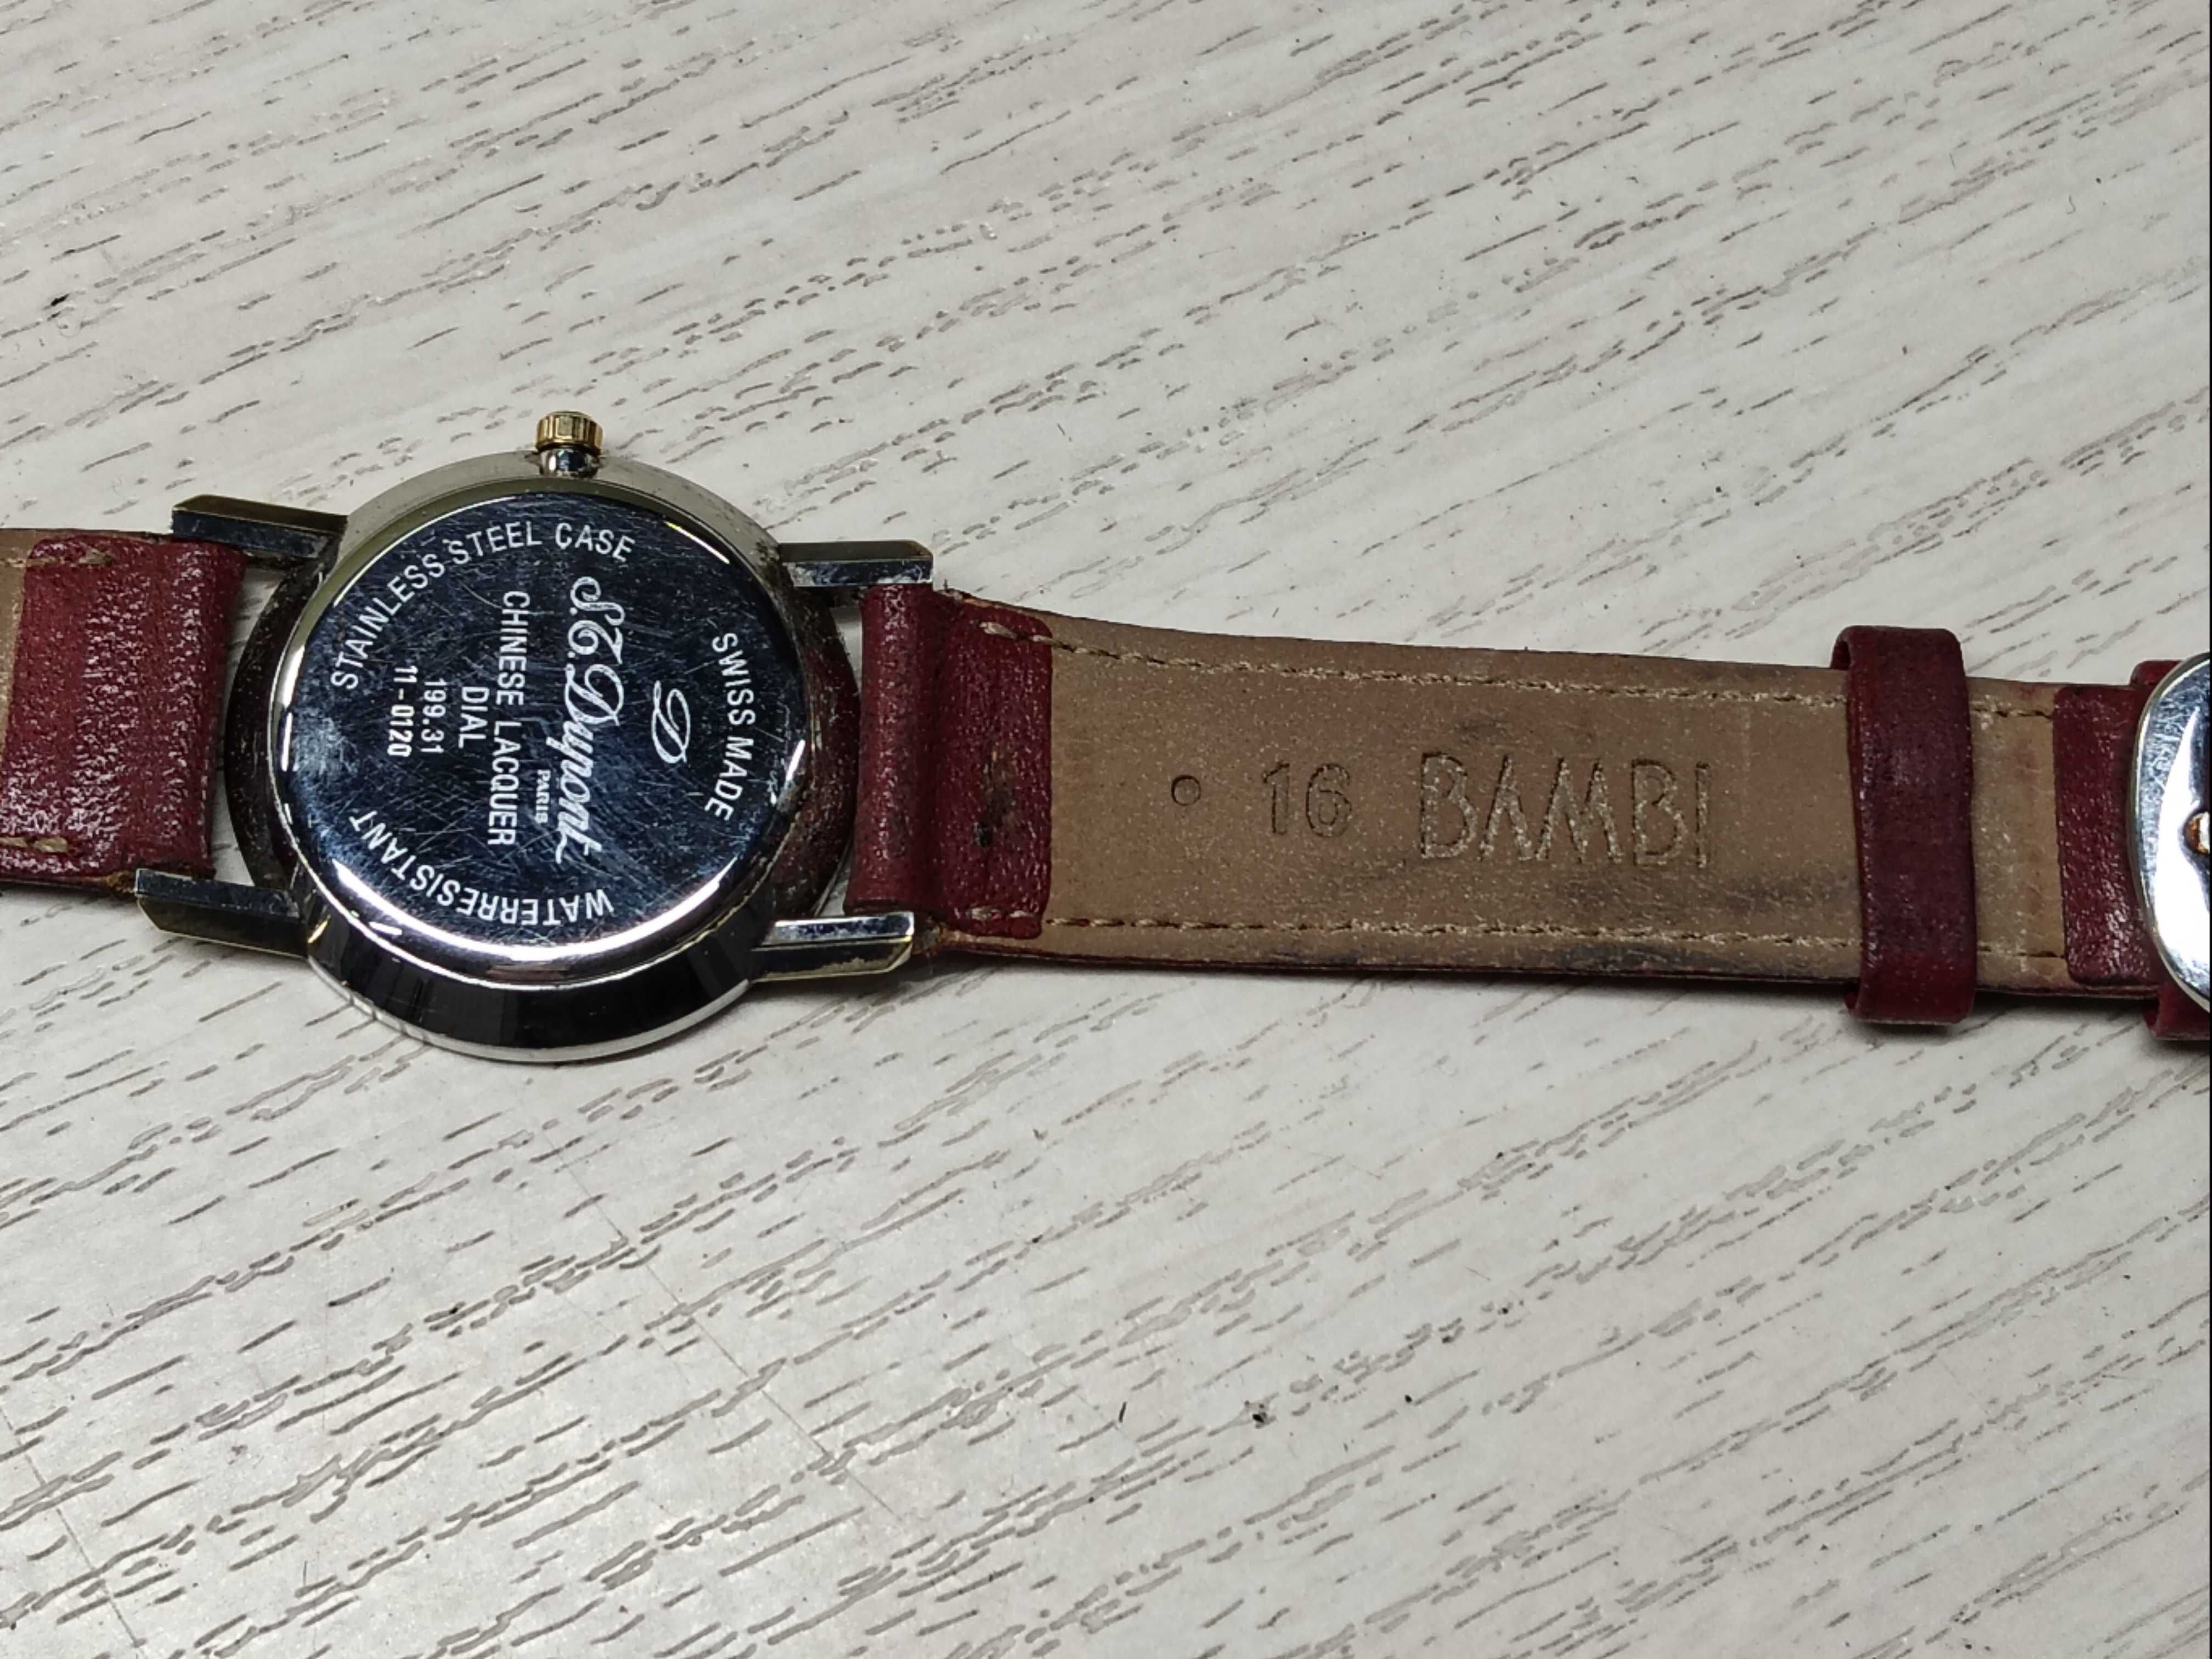 STAINLESS STEEL CASE
SWISS MADE
D
S.T. Dupont
PARIS
CHINESE LACQUER
DIAL
199.31
11-0120
WATERRESISTANT
16 BAMBI